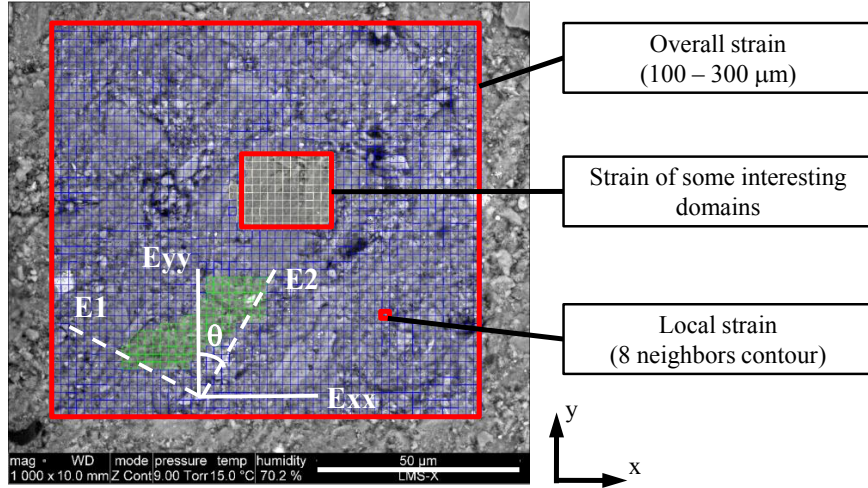 Overall strain
(100 – 300 μm)
Strain of some interesting
domains
Eyy
E2
E1
θ
Local strain
(8 neighbors contour)
Exx
y
x
mag ▫ WD mode pressure temp humidity
1 000 x 10.0 mm Z Cont 9.00 Torr 15.0 °C 70.2 %
50 μm
LMS-X